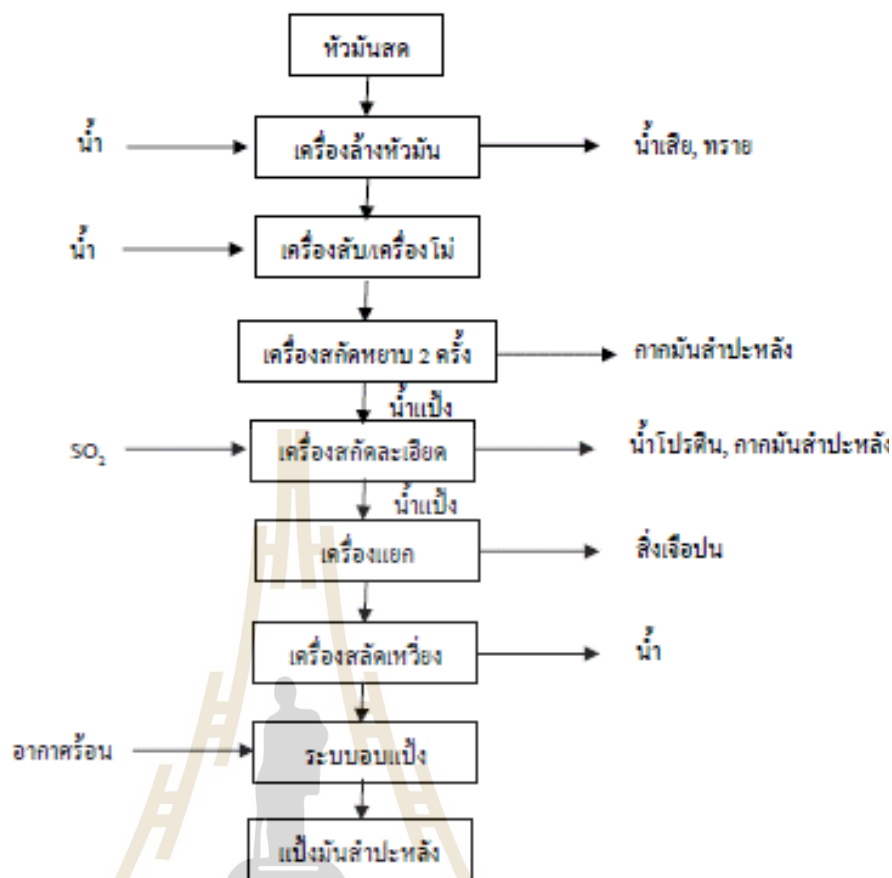 หัวมันสด
น้ำ เครื่องล้างหัวมัน น้ำเสีย, ทราย
น้ำ เครื่องสับ/เครื่องโม่
เครื่องสกัดหยาบ 2 ครั้ง กากมันสำปะหลัง
น้ำแป้ง
SO₂ เครื่องสกัดละเอียด น้ำโปรตีน, กากมันสำปะหลัง
น้ำแป้ง
เครื่องแยก สิ่งเจือปน
เครื่องสลัดเหวี่ยง น้ำ
อากาศร้อน ระบบอบแป้ง
แป้งมันสำปะหลัง